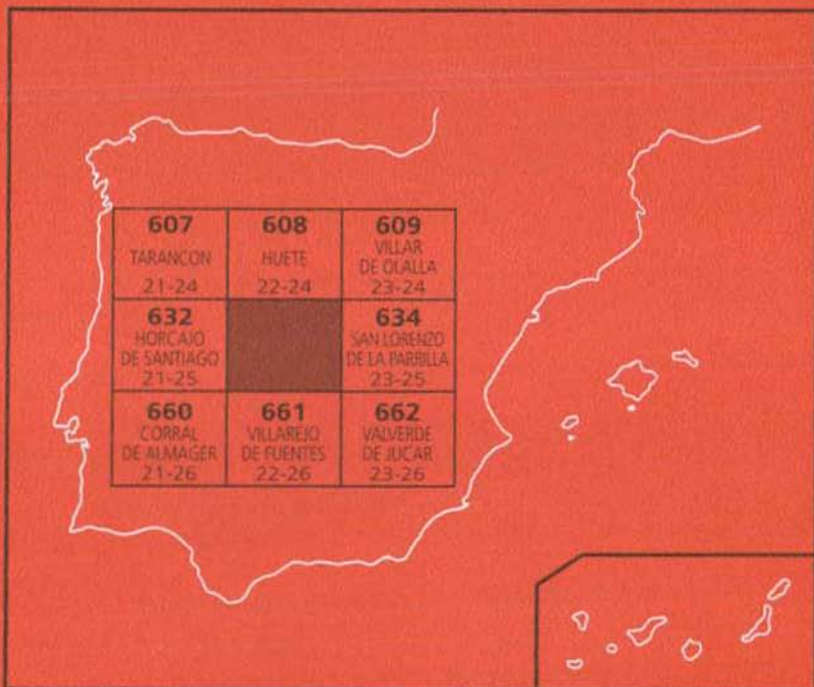 607
TARANCON
21-24
608
HUETE
22-24
609
VILLAR
DE OLALLA
23-24
632
HORCAJO
DE SANTIAGO
21-25
634
SAN LORENZO
DE LA PARRILLA
23-25
660
CORRAL
DE ALMAGER
21-26
661
VILLAREJO
DE FUENTES
22-26
662
VALVERDE
DE JUCAR
23-26